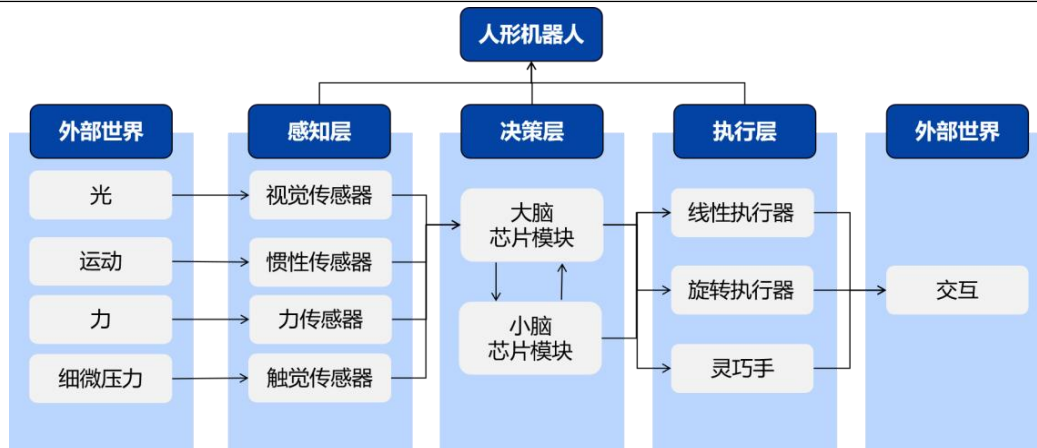 人形机器人
外部世界
感知层
决策层
执行层
外部世界
光
视觉传感器
大脑
芯片模块
线性执行器
运动
惯性传感器
旋转执行器
交互
力
力传感器
小脑
芯片模块
细微压力
触觉传感器
灵巧手